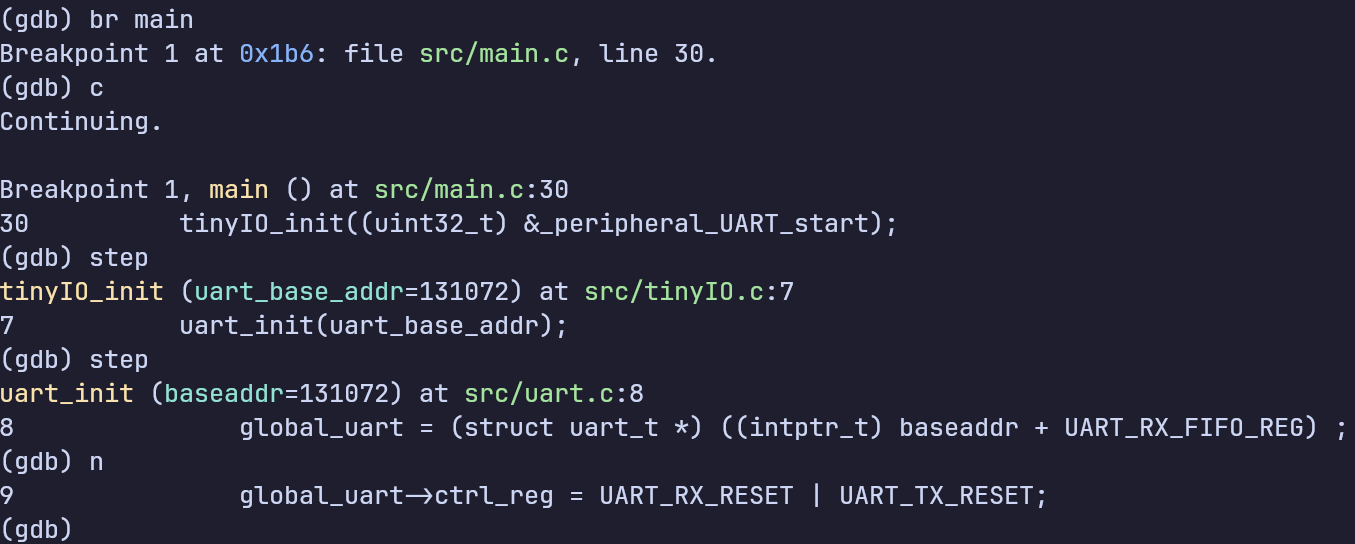 (gdb) br main
Breakpoint 1 at 0x1b6: file src/main.c, line 30.
(gdb) c
Continuing.

Breakpoint 1, main () at src/main.c:30
30          tinyIO_init((uint32_t) &_peripheral_UART_start);
(gdb) step
tinyIO_init (uart_base_addr=131072) at src/tinyIO.c:7
7           uart_init(uart_base_addr);
(gdb) step
uart_init (baseaddr=131072) at src/uart.c:8
8               global_uart = (struct uart_t *) ((intptr_t) baseaddr + UART_RX_FIFO_REG) ;
(gdb) n
9               global_uart->ctrl_reg = UART_RX_RESET | UART_TX_RESET;
(gdb)